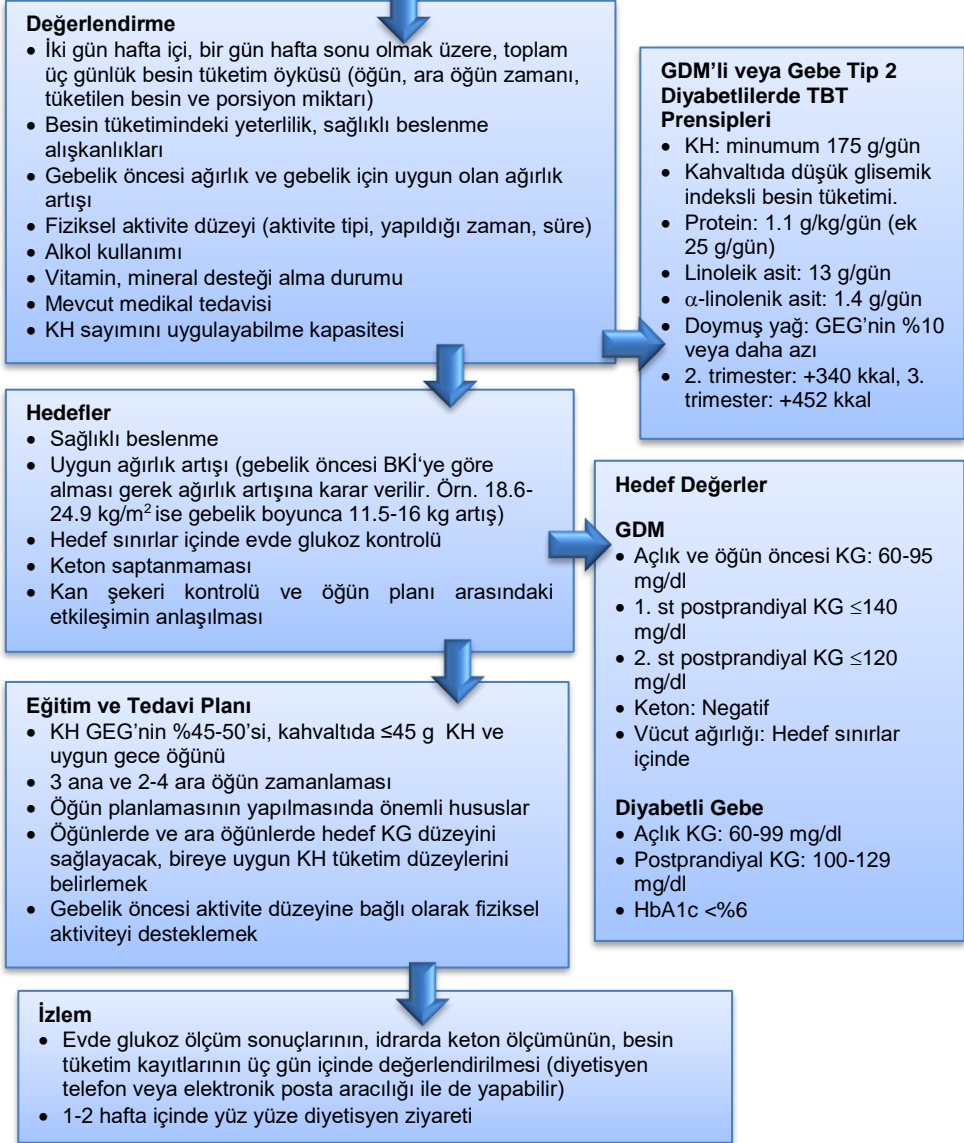 Değerlendirme
• İki gün hafta içi, bir gün hafta sonu olmak üzere, toplam
üç günlük besin tüketim öyküsü (öğün, ara öğün zamanı,
tüketilen besin ve porsiyon miktarı)
• Besin tüketimindeki yeterlilik, sağlıklı beslenme
alışkanlıkları
• Gebelik öncesi ağırlık ve gebelik için uygun olan ağırlık
artışı
• Fiziksel aktivite düzeyi (aktivite tipi, yapıldığı zaman, süre)
• Alkol kullanımı
• Vitamin, mineral desteği alma durumu
• Mevcut medikal tedavisi
• KH sayımını uygulayabilme kapasitesi
GDM’li veya Gebe Tip 2
Diyabetlilerde TBT
Prensipleri
• KH: minumum 175 g/gün
• Kahvaltıda düşük glisemik
indeksli besin tüketimi.
• Protein: 1.1 g/kg/gün (ek
25 g/gün)
• Linoleik asit: 13 g/gün
• α-linolenik asit: 1.4 g/gün
• Doymuş yağ: GEG’nin %10
veya daha azı
• 2. trimester: +340 kkal, 3.
trimester: +452 kkal
Hedefler
• Sağlıklı beslenme
• Uygun ağırlık artışı (gebelik öncesi BKİ‘ye göre
alması gerek ağırlık artışına karar verilir. Örn. 18.6-
24.9 kg/m² ise gebelik boyunca 11.5-16 kg artış)
• Hedef sınırlar içinde evde glukoz kontrolü
• Keton saptanmaması
• Kan şekeri kontrolü ve öğün planı arasındaki
etkileşimin anlaşılması
Hedef Değerler
GDM
• Açlık ve öğün öncesi KG: 60-95
mg/dl
• 1. st postprandiyal KG ≤140
mg/dl
• 2. st postprandiyal KG ≤120
mg/dl
• Keton: Negatif
• Vücut ağırlığı: Hedef sınırlar
içinde
Diyabetli Gebe
• Açlık KG: 60-99 mg/dl
• Postprandiyal KG: 100-129
mg/dl
• HbA1c <%6
Eğitim ve Tedavi Planı
• KH GEG’nin %45-50’si, kahvaltıda ≤45 g KH ve
uygun gece öğünü
• 3 ana ve 2-4 ara öğün zamanlaması
• Öğün planlamasının yapılmasında önemli hususlar
• Öğünlerde ve ara öğünlerde hedef KG düzeyini
sağlayacak, bireye uygun KH tüketim düzeylerini
belirlemek
• Gebelik öncesi aktivite düzeyine bağlı olarak fiziksel
aktiviteyi desteklemek
İzlem
• Evde glukoz ölçüm sonuçlarının, idrarda keton ölçümünün, besin
tüketim kayıtlarının üç gün içinde değerlendirilmesi (diyetisyen
telefon veya elektronik posta aracılığı ile de yapabilir)
• 1-2 hafta içinde yüz yüze diyetisyen ziyareti